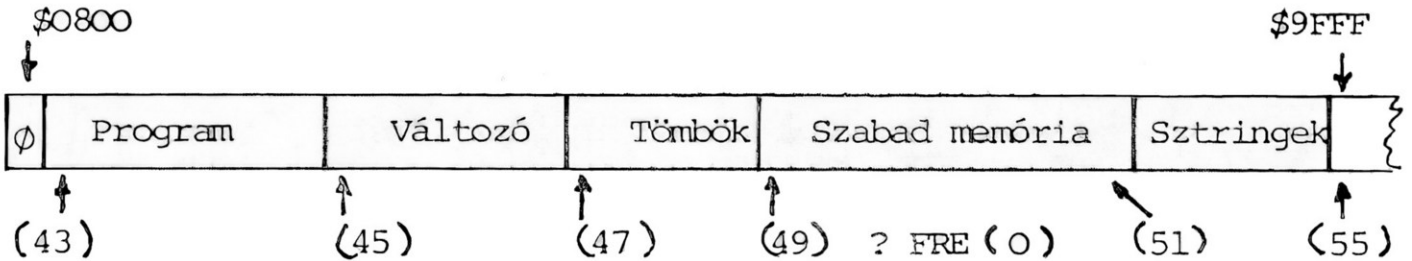 $0800 $9FFF
Ø Program Változó Tömbök Szabad memória Sztringek
(43) (45) (47) (49) ? FRE (0) (51) (55)